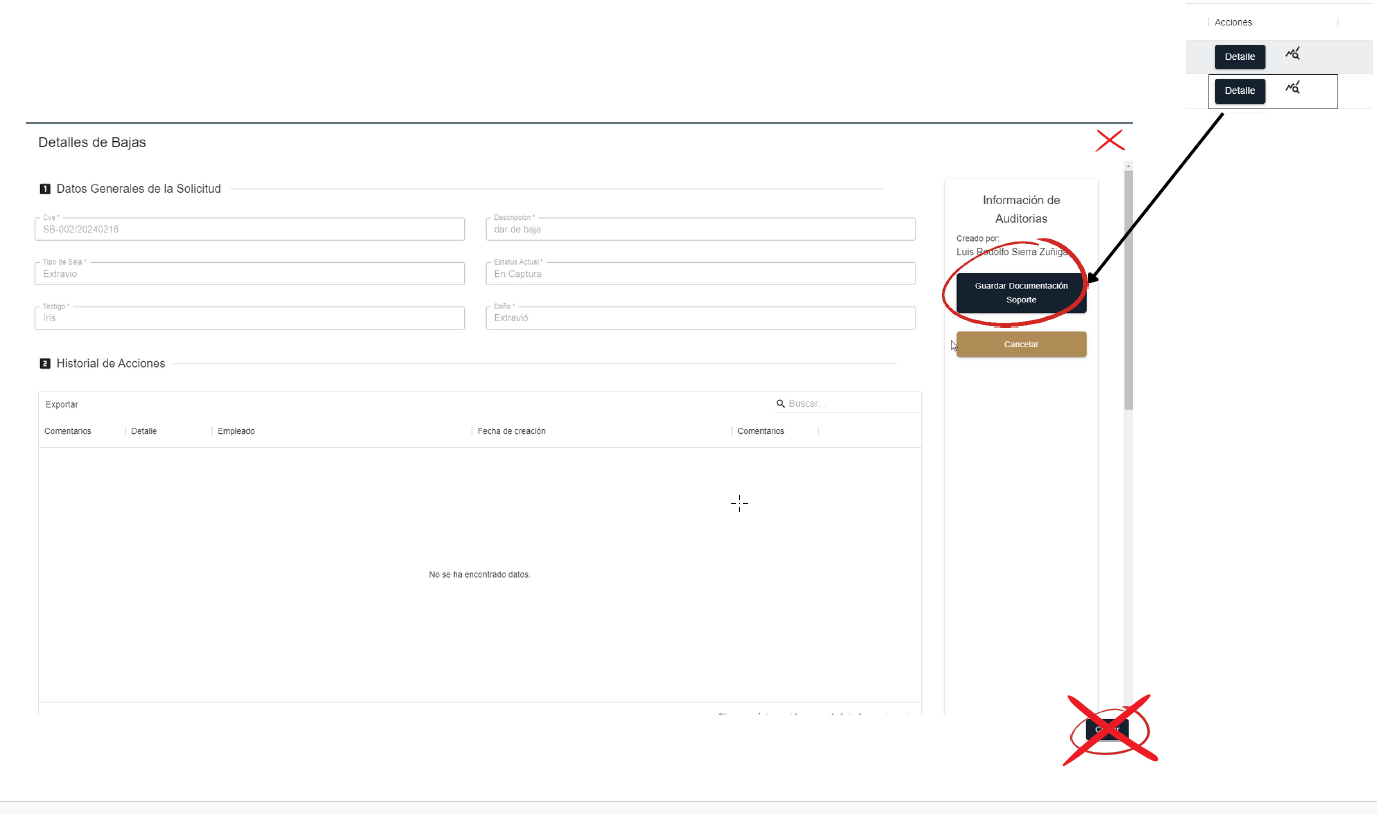 Acciones
Detalle
Detalle
Detalles de Bajas
1 Datos Generales de la Solicitud
Cve *
SB-002/20240216
Descripción *
dar de baja
Tipo de Baja *
Extravio
Estatus Actual *
En Captura
Testigo *
Iris
Daño *
Extravió
Información de
Auditorias
Creado por:
Luis Rodolfo Sierra Zuñiga
Guardar Documentación
Soporte
Cancelar
2 Historial de Acciones
Exportar
Buscar...
Comentarios Detalle Empleado Fecha de creación Comentarios
No se ha encontrado datos.